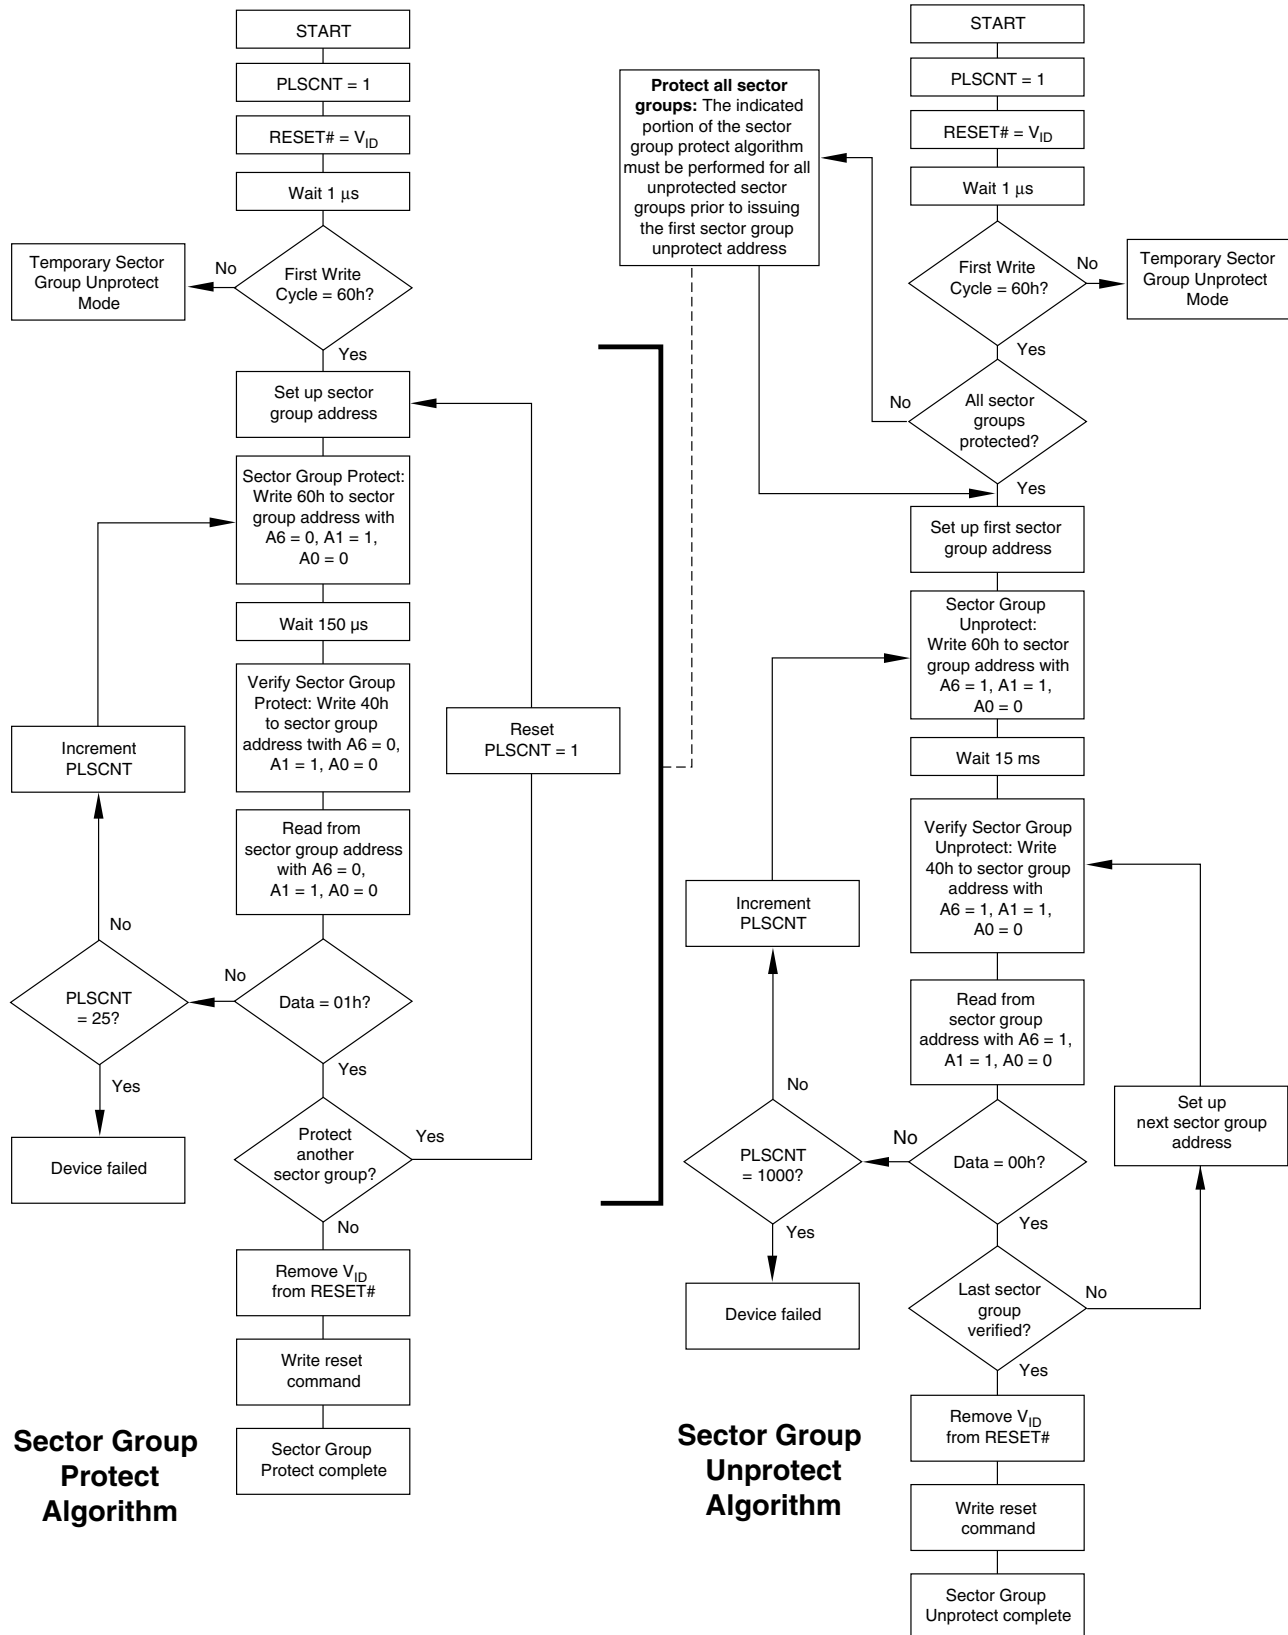 START
PLSCNT = 1
RESET# = VID
Wait 1 μs
First Write
Cycle = 60h?
No
Temporary Sector
Group Unprotect
Mode
Yes
Set up sector
group address
Sector Group Protect:
Write 60h to sector
group address with
A6 = 0, A1 = 1,
A0 = 0
Wait 150 μs
Verify Sector Group
Protect: Write 40h
to sector group
address twith A6 = 0,
A1 = 1, A0 = 0
Reset
PLSCNT = 1
Increment
PLSCNT
Read from
sector group address
with A6 = 0,
A1 = 1, A0 = 0
No
No
PLSCNT
= 25?
Data = 01h?
Yes
Yes
Device failed
Protect
another
sector group?
Yes
No
Remove VID
from RESET#
Write reset
command
Sector Group
Protect complete
Sector Group
Protect
Algorithm
Protect all sector
groups: The indicated
portion of the sector
group protect algorithm
must be performed for all
unprotected sector
groups prior to issuing
the first sector group
unprotect address
START
PLSCNT = 1
RESET# = VID
Wait 1 μs
First Write
Cycle = 60h?
No
Temporary Sector
Group Unprotect
Mode
Yes
No
All sector
groups
protected?
Yes
Set up first sector
group address
Sector Group
Unprotect:
Write 60h to sector
group address with
A6 = 1, A1 = 1,
A0 = 0
Wait 15 ms
Verify Sector Group
Unprotect: Write
40h to sector group
address with
A6 = 1, A1 = 1,
A0 = 0
Increment
PLSCNT
Read from
sector group
address with A6 = 1,
A1 = 1, A0 = 0
No
No
PLSCNT
= 1000?
Data = 00h?
Set up
next sector group
address
Yes
Yes
Device failed
Last sector
group
verified?
No
Yes
Remove VID
from RESET#
Write reset
command
Sector Group
Unprotect complete
Sector Group
Unprotect
Algorithm